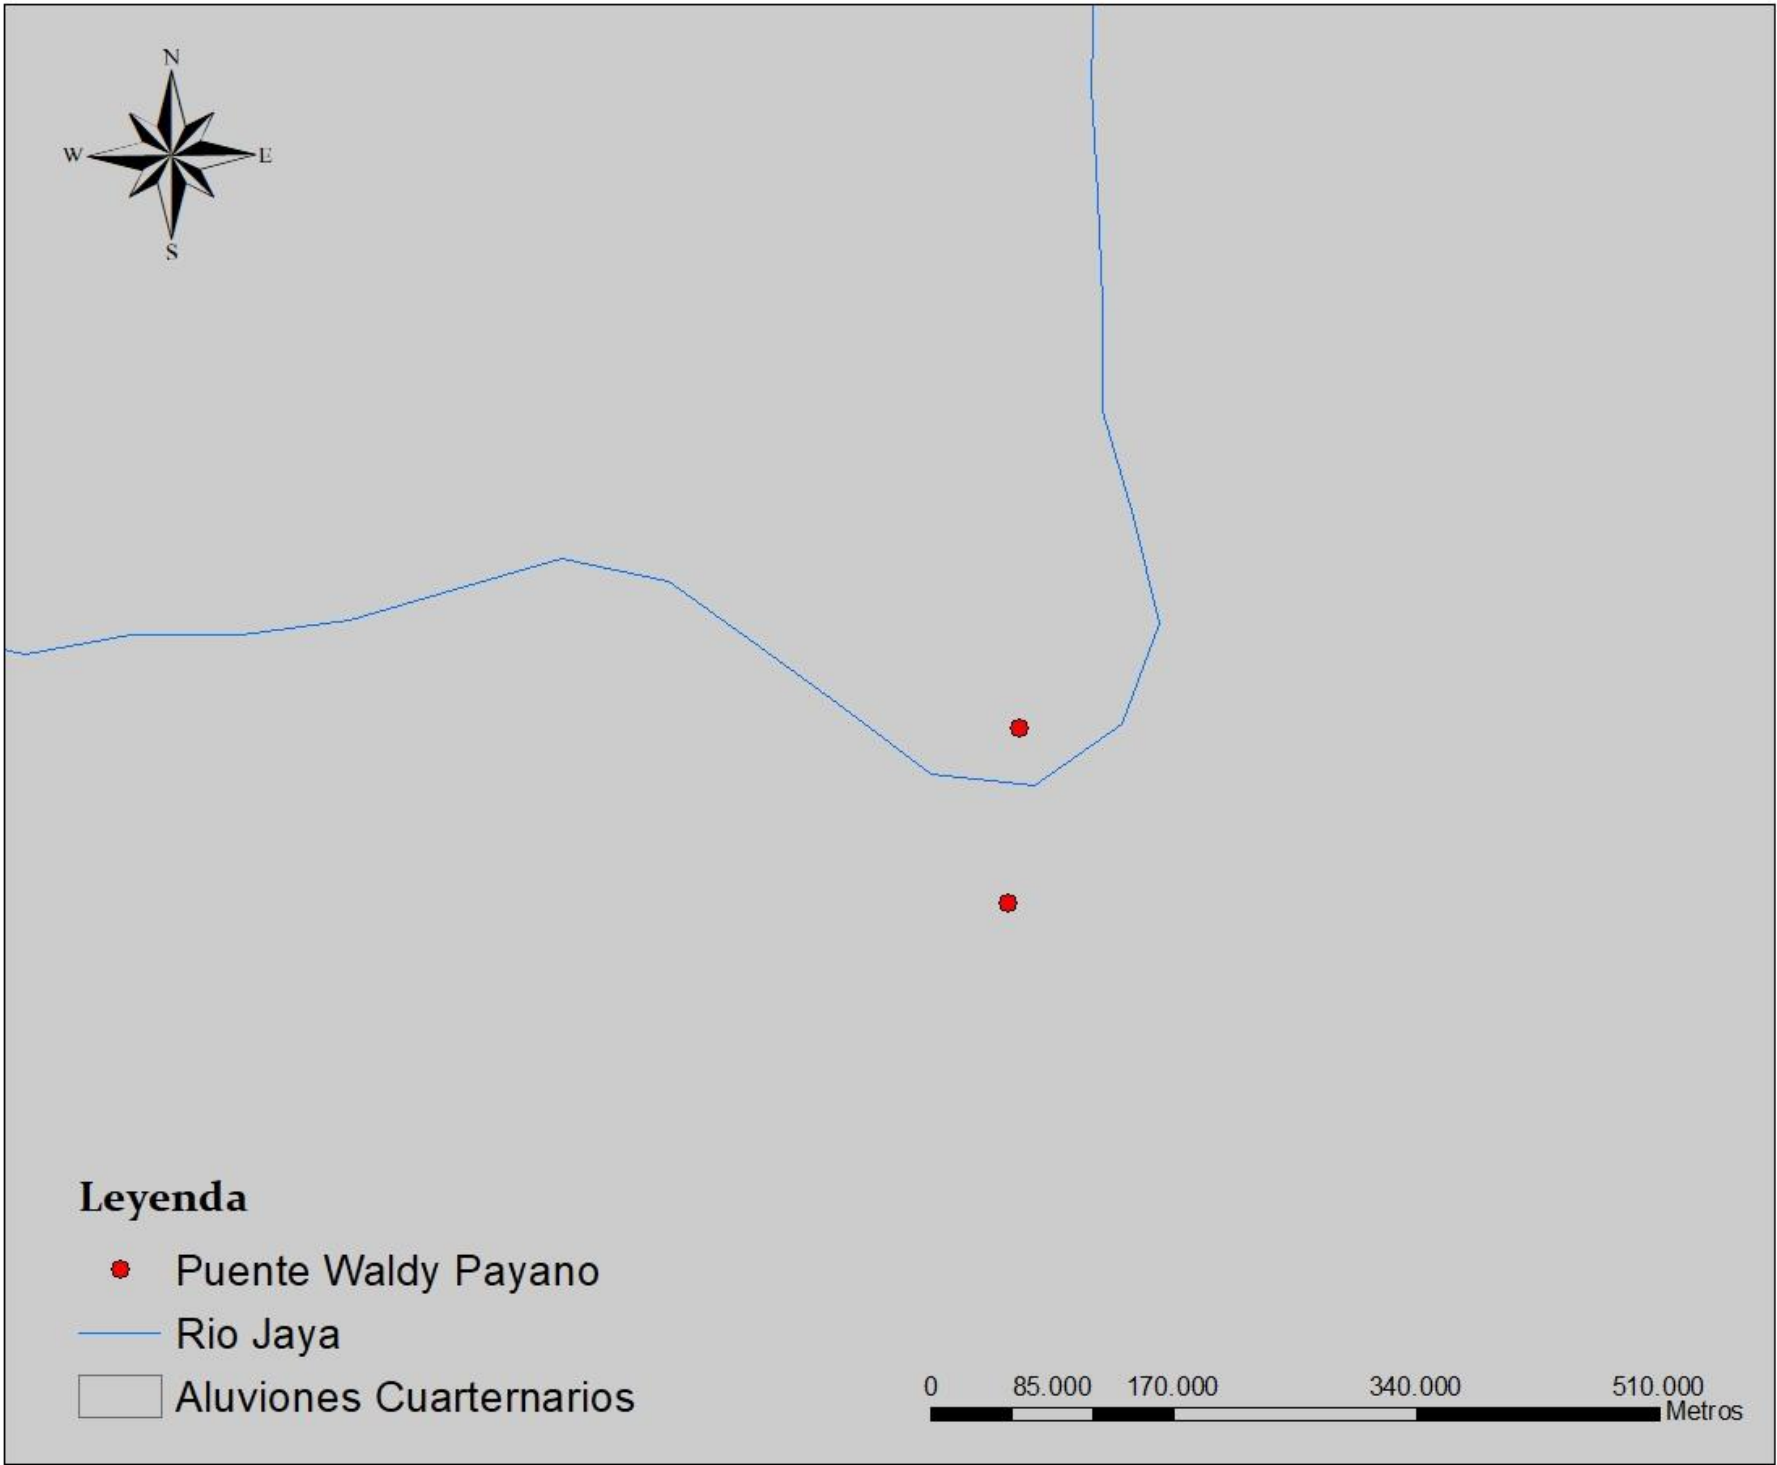 N
W E
S
Leyenda
Puente Waldy Payano
Rio Jaya
Aluviones Cuarternarios
0 85.000 170.000 340.000 510.000
Metros